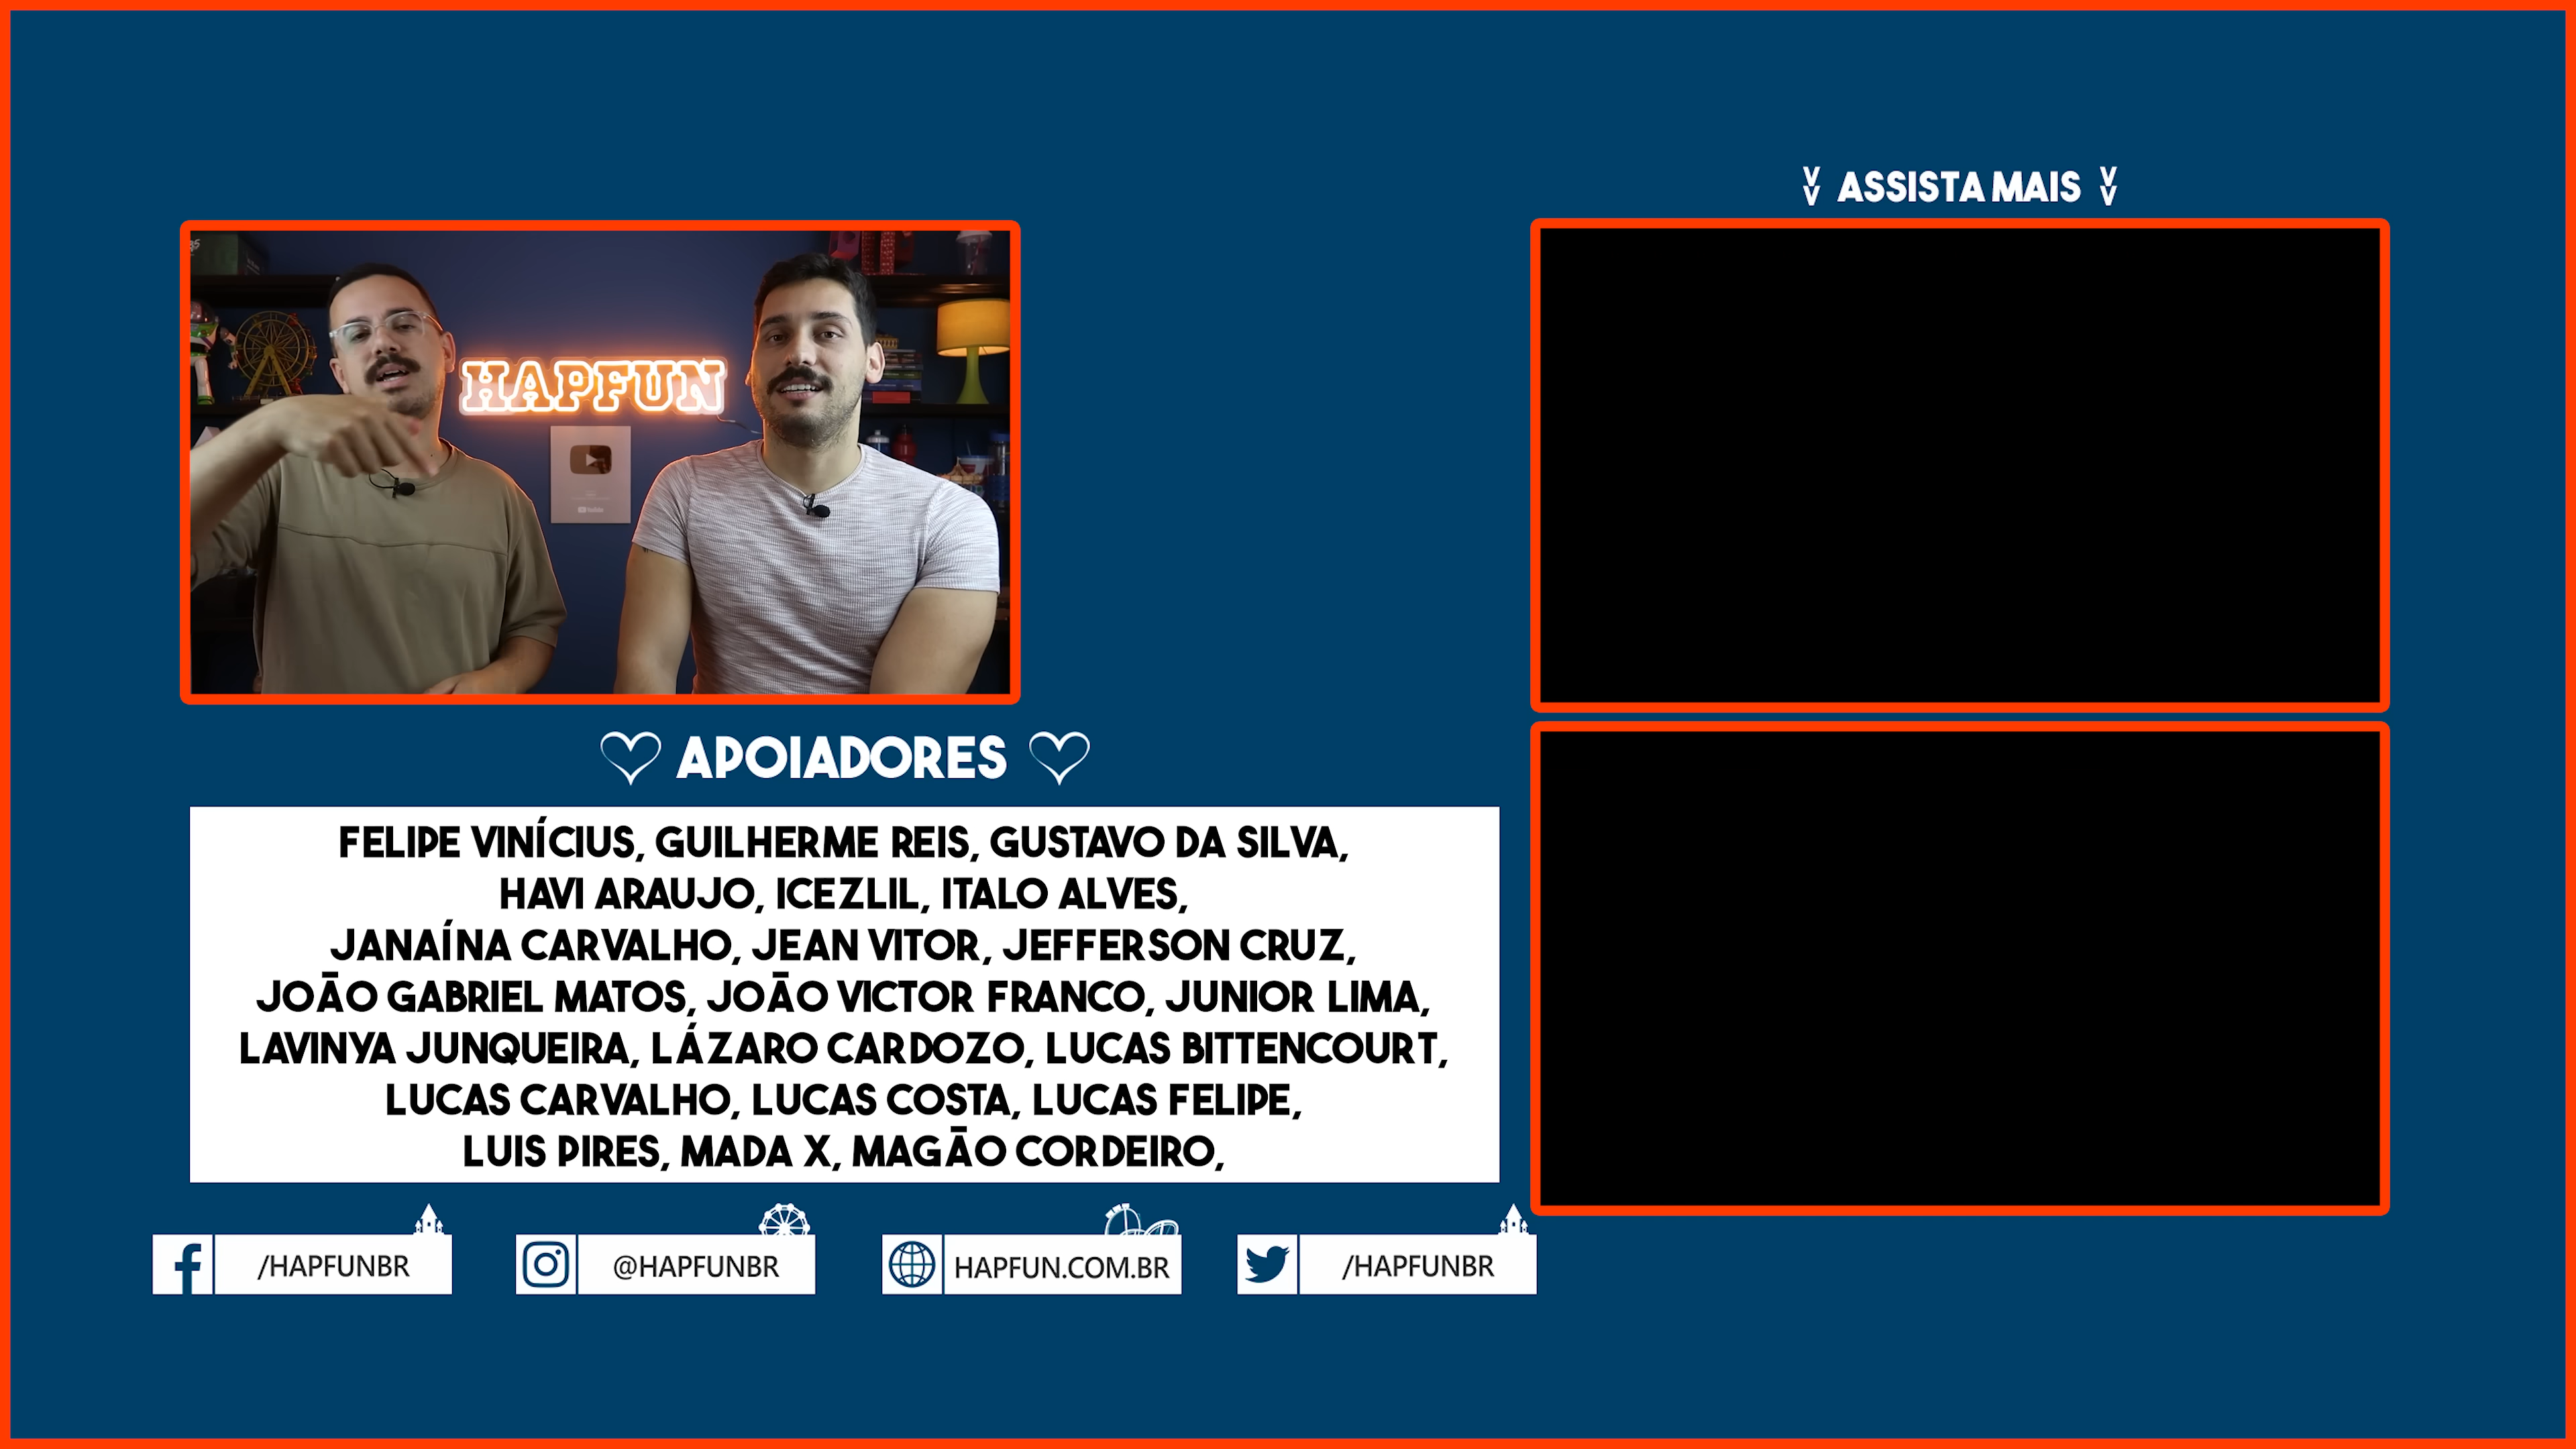 ASSISTA MAIS
HAPFUN
APOIADORES
FELIPE VINÍCIUS, GUILHERME REIS, GUSTAVO DA SILVA,
HAVI ARAUJO, ICEZLIL, ITALO ALVES,
JANAÍNA CARVALHO, JEAN VITOR, JEFFERSON CRUZ,
JOÃO GABRIEL MATOS, JOÃO VICTOR FRANCO, JUNIOR LIMA,
LAVINYA JUNQUEIRA, LÁZARO CARDOZO, LUCAS BITTENCOURT,
LUCAS CARVALHO, LUCAS COSTA, LUCAS FELIPE,
LUIS PIRES, MADA X, MAGÃO CORDEIRO,
/HAPFUNBR
@HAPFUNBR
HAPFUN.COM.BR
/HAPFUNBR